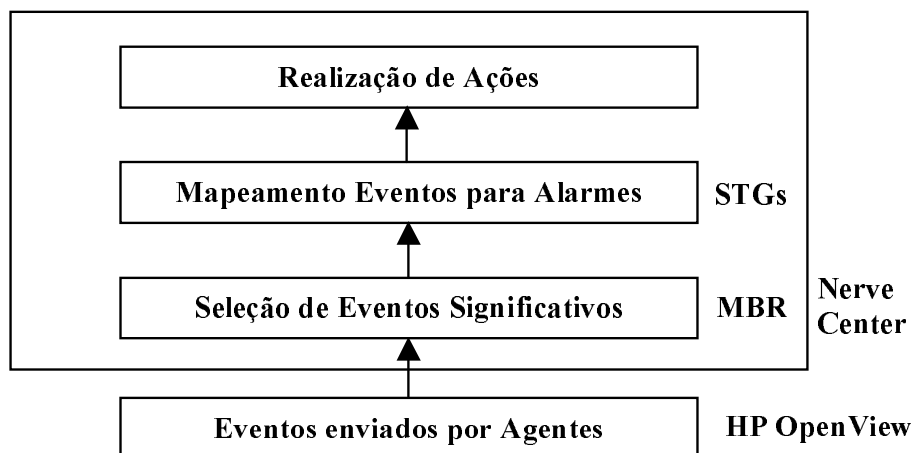 Realização de Ações
Mapeamento Eventos para Alarmes
STGs
Seleção de Eventos Significativos
MBR
Nerve
Center
Eventos enviados por Agentes
HP OpenView